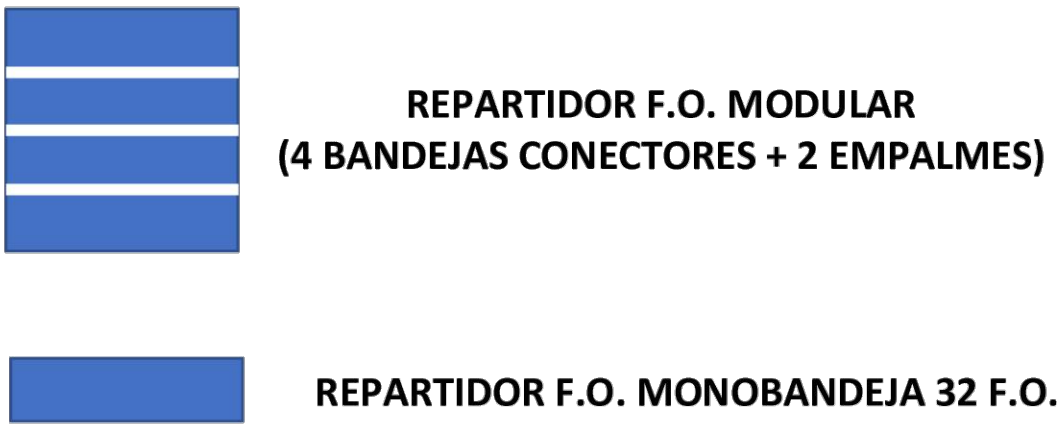 REPARTIDOR F.O. MODULAR
(4 BANDEJAS CONECTORES + 2 EMPALMES)
REPARTIDOR F.O. MONOBANDEJA 32 F.O.